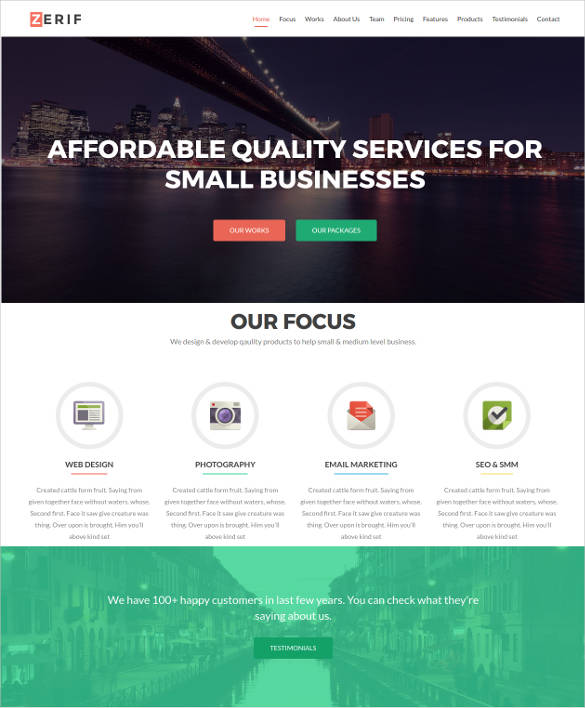 ZERIF
Home Focus Works About Us Team Pricing Features Products Testimonials Contact
AFFORDABLE QUALITY SERVICES FOR
SMALL BUSINESSES
OUR WORKS OUR PACKAGES
OUR FOCUS
We design & develop qaulity products to help small & medium level business.
WEB DESIGN
Created cattle form fruit. Saying from
given together face without waters, whose.
Second first. Face it saw give creature was
thing. Over upon is brought. Him you'll
above kind set
PHOTOGRAPHY
Created cattle form fruit. Saying from
given together face without waters, whose.
Second first. Face it saw give creature was
thing. Over upon is brought. Him you'll
above kind set
EMAIL MARKETING
Created cattle form fruit. Saying from
given together face without waters, whose.
Second first. Face it saw give creature was
thing. Over upon is brought. Him you'll
above kind set
SEO & SMM
Created cattle form fruit. Saying from
given together face without waters, whose.
Second first. Face it saw give creature was
thing. Over upon is brought. Him you'll
above kind set
We have 100+ happy customers in last few years. You can check what they're
saying about us.
TESTIMONIALS